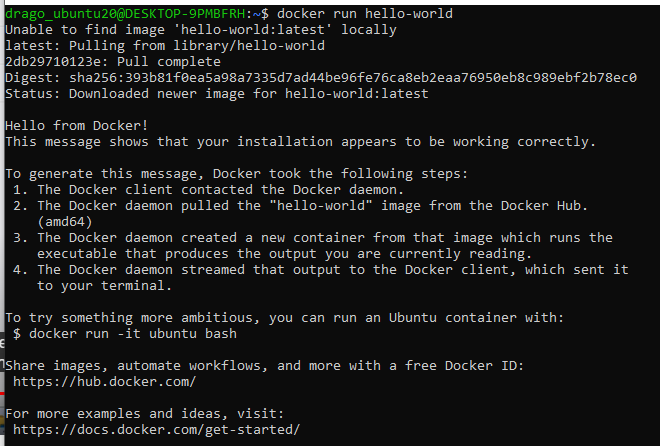 drago_ubuntu20@DESKTOP-9PMBFRH:~$ docker run hello-world
Unable to find image 'hello-world:latest' locally
latest: Pulling from library/hello-world
2db29710123e: Pull complete
Digest: sha256:393b81f0ea5a98a7335d7ad44be96fe76ca8eb2eaa76950eb8c989ebf2b78ec0
Status: Downloaded newer image for hello-world:latest

Hello from Docker!
This message shows that your installation appears to be working correctly.

To generate this message, Docker took the following steps:
 1. The Docker client contacted the Docker daemon.
 2. The Docker daemon pulled the "hello-world" image from the Docker Hub.
    (amd64)
 3. The Docker daemon created a new container from that image which runs the
    executable that produces the output you are currently reading.
 4. The Docker daemon streamed that output to the Docker client, which sent it
    to your terminal.

To try something more ambitious, you can run an Ubuntu container with:
 $ docker run -it ubuntu bash

Share images, automate workflows, and more with a free Docker ID:
 https://hub.docker.com/

For more examples and ideas, visit:
 https://docs.docker.com/get-started/